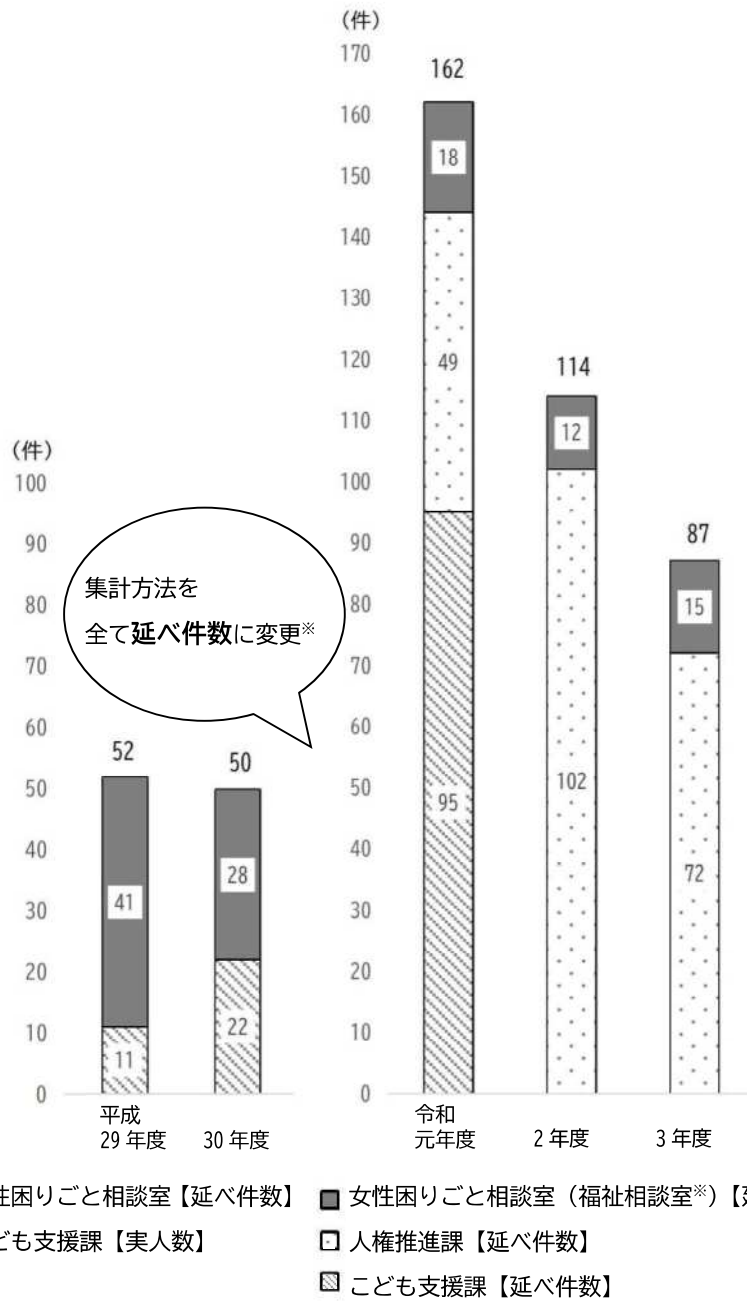 （件）
100
90
80
70
60
50
40
30
20
10
0
52
41
11
50
28
22
平成
29 年度
30 年度
集計方法を
全て延べ件数に変更※
（件）
170
160
150
140
130
120
110
100
90
80
70
60
50
40
30
20
10
0
162
18
49
95
114
12
102
87
15
72
令和
元年度
2 年度
3 年度
性困りごと相談室【延べ件数】
ども支援課【実人数】
女性困りごと相談室（福祉相談室※）【延
人権推進課【延べ件数】
こども支援課【延べ件数】